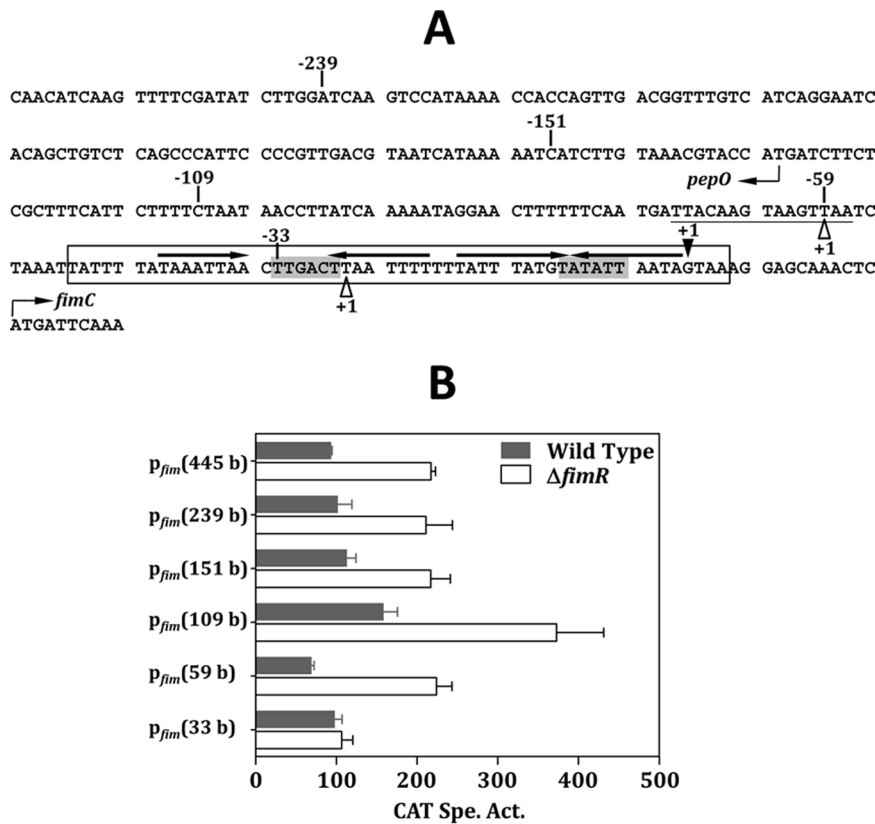 A
-239
CAACATCAAG TTTTCGATAT CTTGGATCAA GTCCATAAAA CCACCAGTTG ACGGTTTGTC ATCAGGAATC
-151
ACAGCTGTCT CAGCCCATTC CCCGTTGACG TAATCATAAA AATCATCTTG TAAACGTACC ATGATCTTCT
-109 pepO -59
CGCTTTCATT CTTTTCTAAT AACCTTATCA AAAATAGGAA CTTTTTTCAA TGATTACAAG TAAGTTAATC
-33 +1 +1
TAAATTATTT TTATAAATTAA CTTGACTTAA TTTTTTTATT TATGTATATT AATAGTAAAG GAGCAAACTC
fimC +1
ATGATTCAAA
B
Wild Type
ΔfimR
pfim(445 b)
pfim(239 b)
pfim(151 b)
pfim(109 b)
pfim(59 b)
pfim(33 b)
0 100 200 300 400 500
CAT Spe. Act.